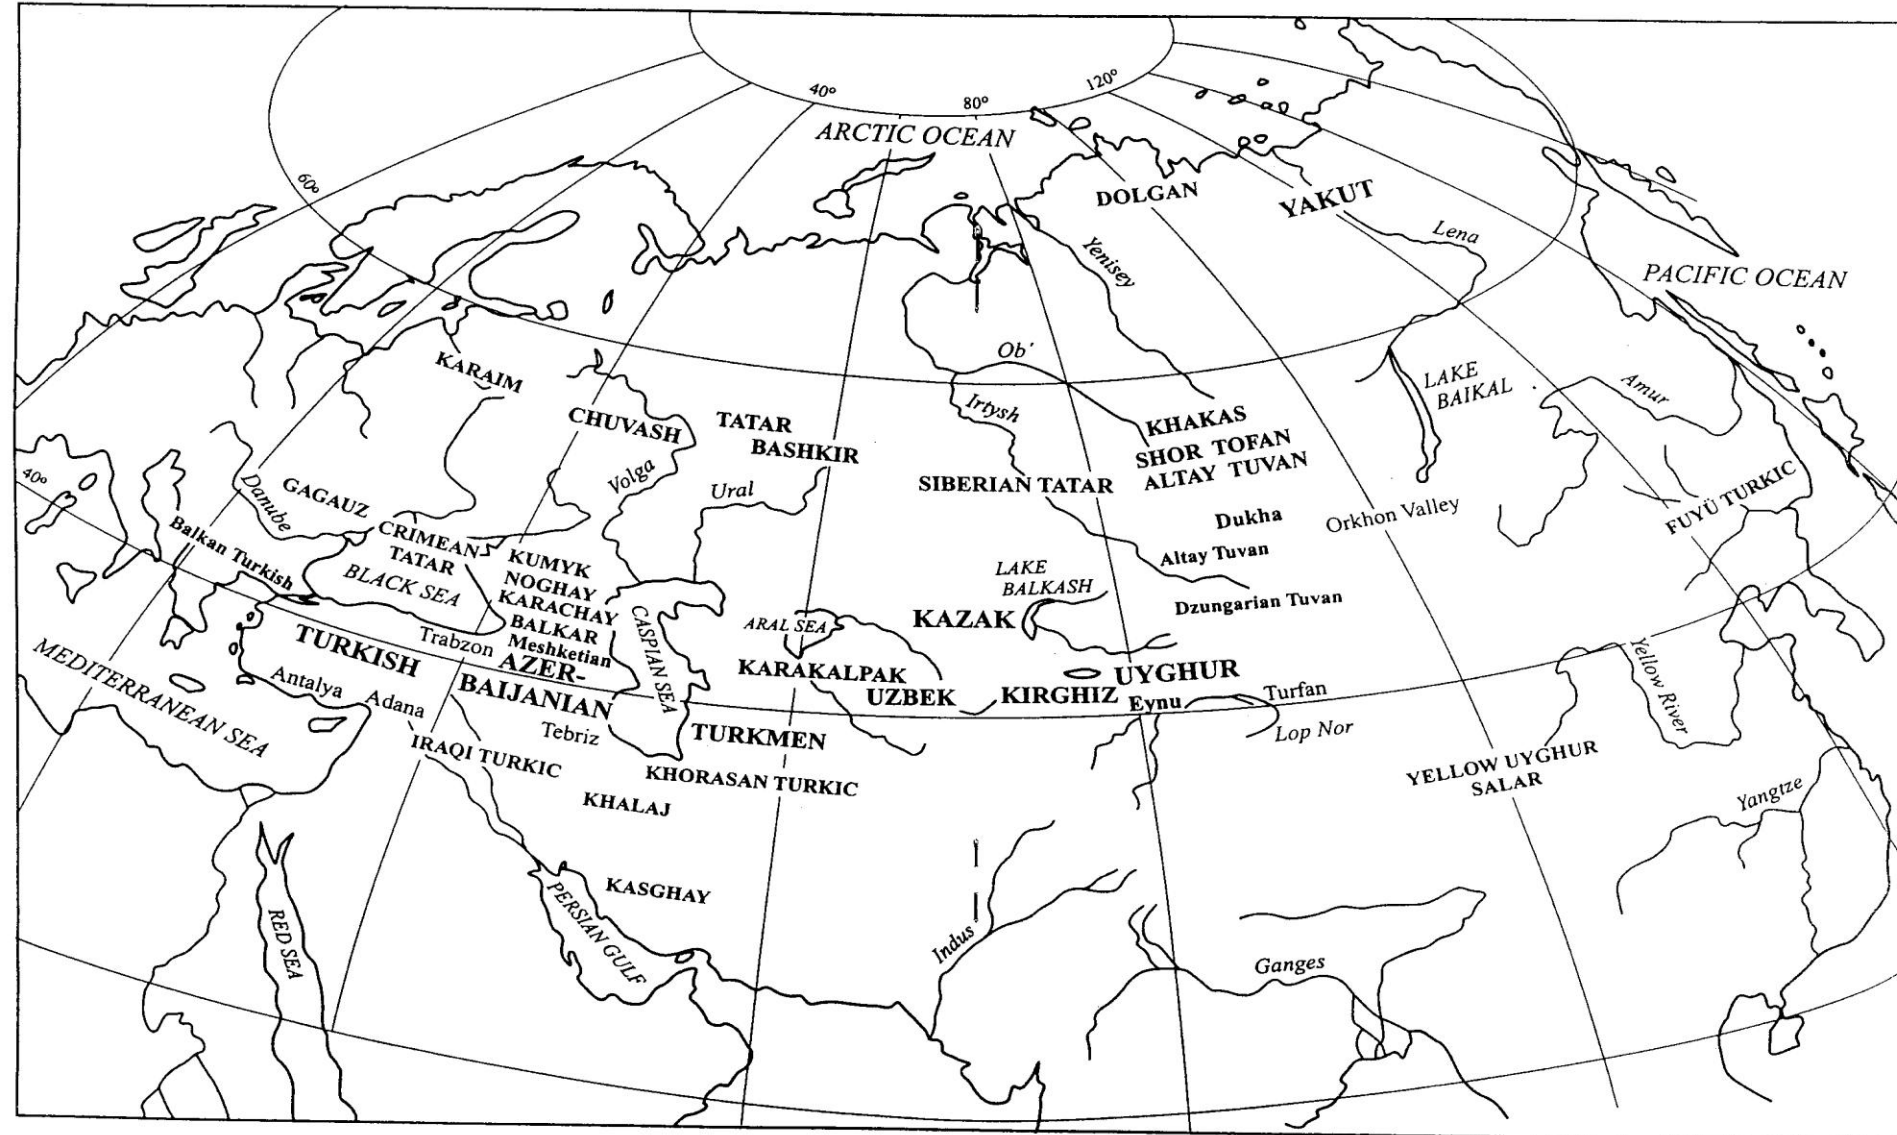 40°
80°
120°
ARCTIC OCEAN
60°
DOLGAN
YAKUT
Lena
Yenisey
PACIFIC OCEAN
KARAIM
Ob'
Irtysh
LAKE
BAIKAL
Amur
CHUVASH
TATAR
BASHKIR
KHAKAS
SHOR TOFAN
ALTAY TUVAN
40°
Volga
Ural
SIBERIAN TATAR
Danube
GAGAUZ
Dukha
Orkhon Valley
FUYÜ TURKIC
Balkan Turkish
CRIMEAN
TATAR
BLACK SEA
KUMYK
NOGHAY
KARACHAY
BALKAR
Meshketian
Altay Tuvan
LAKE
BALKASH
Dzungarian Tuvan
CASPIAN SEA
ARAL SEA
KAZAK
TURKISH
Trabzon
AZER-
BAIJANIAN
KARAKALPAK
UZBEK
KIRGHIZ
UYGHUR
Eynu
Turfan
Lop Nor
Yellow River
MEDITERRANEAN SEA
Antalya
Adana
Tebriz
TURKMEN
IRAQI TURKIC
KHORASAN TURKIC
KHALAJ
YELLOW UYGHUR
SALAR
Yangtze
KASGHAY
PERSIAN GULF
RED SEA
Indus
Ganges